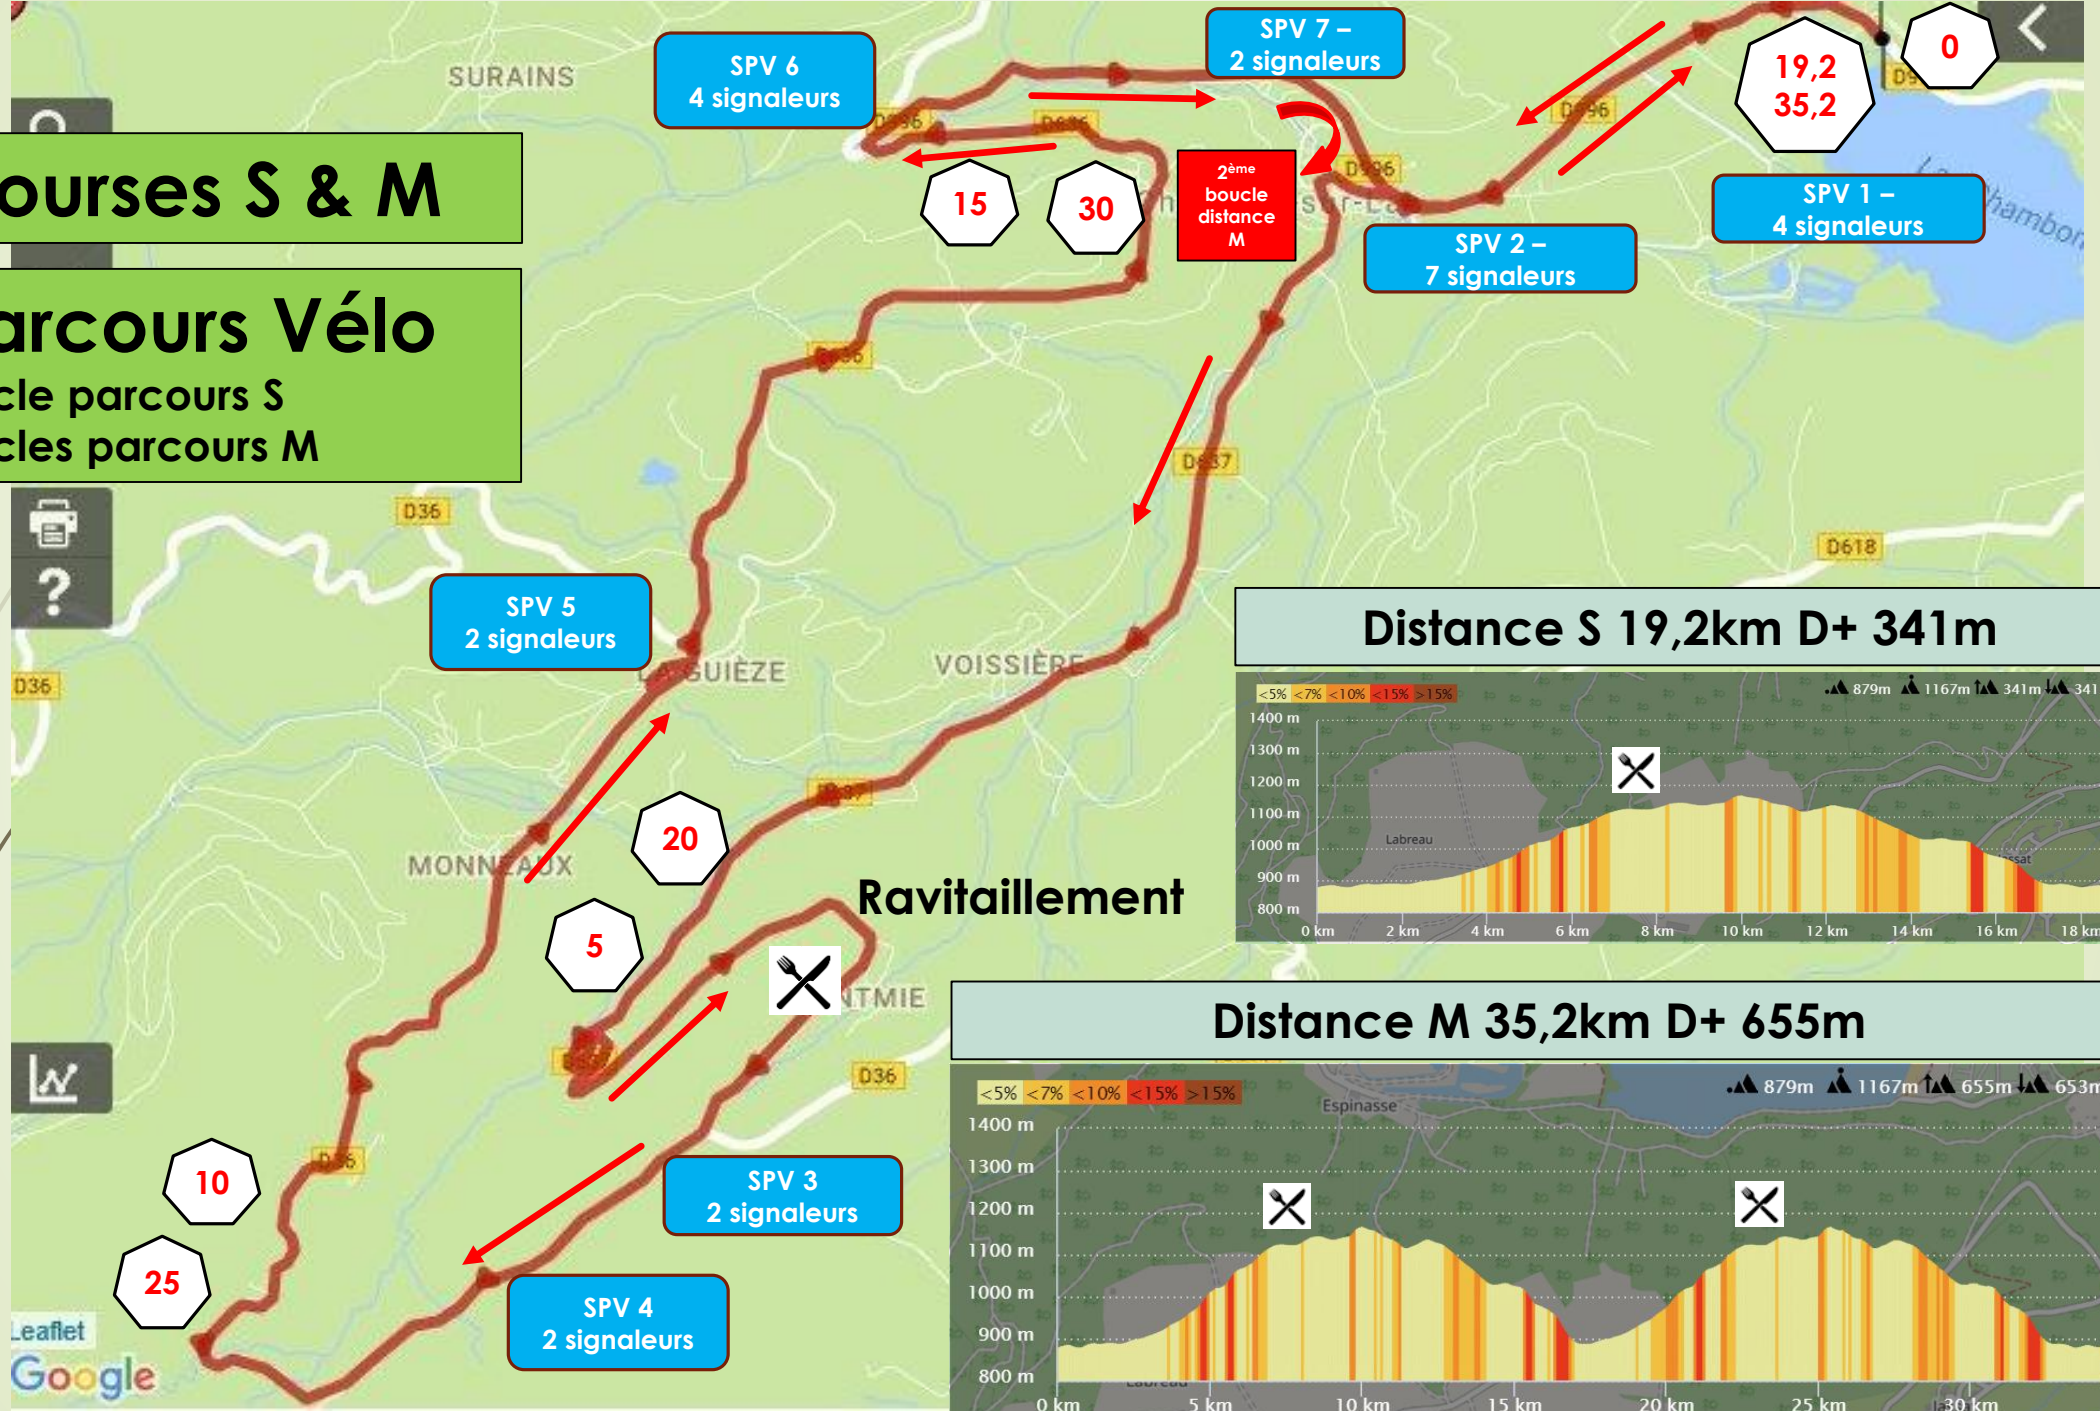 ourses S & M
arcours Vélo
cle parcours S
cles parcours M
SURAINS
SPV 6
4 signaleurs
SPV 7 –
2 signaleurs
19,2
35,2
0
D996
D996
SPV 1 –
4 signaleurs
SPV 2 –
7 signaleurs
15
30
2ème
boucle
distance
M
Chambon
D36
D618
D36
SPV 5
2 signaleurs
LA GUIÈZE
VOISSIÈRE
MONNEAUX
20
5
Ravitaillement
D36
SPV 3
2 signaleurs
SPV 4
2 signaleurs
10
25
Leaflet
Google
Distance S 19,2km D+ 341m
<5% <7% <10% <15% >15%
879m 1167m 341m 341
1400 m
1300 m
1200 m
1100 m
1000 m
900 m
800 m
Labreau
0 km 2 km 4 km 6 km 8 km 10 km 12 km 14 km 16 km 18 km
Distance M 35,2km D+ 655m
<5% <7% <10% <15% >15%
879m 1167m 655m 653m
Espinasse
1400 m
1300 m
1200 m
1100 m
1000 m
900 m
800 m
0 km 5 km 10 km 15 km 20 km 25 km 30 km